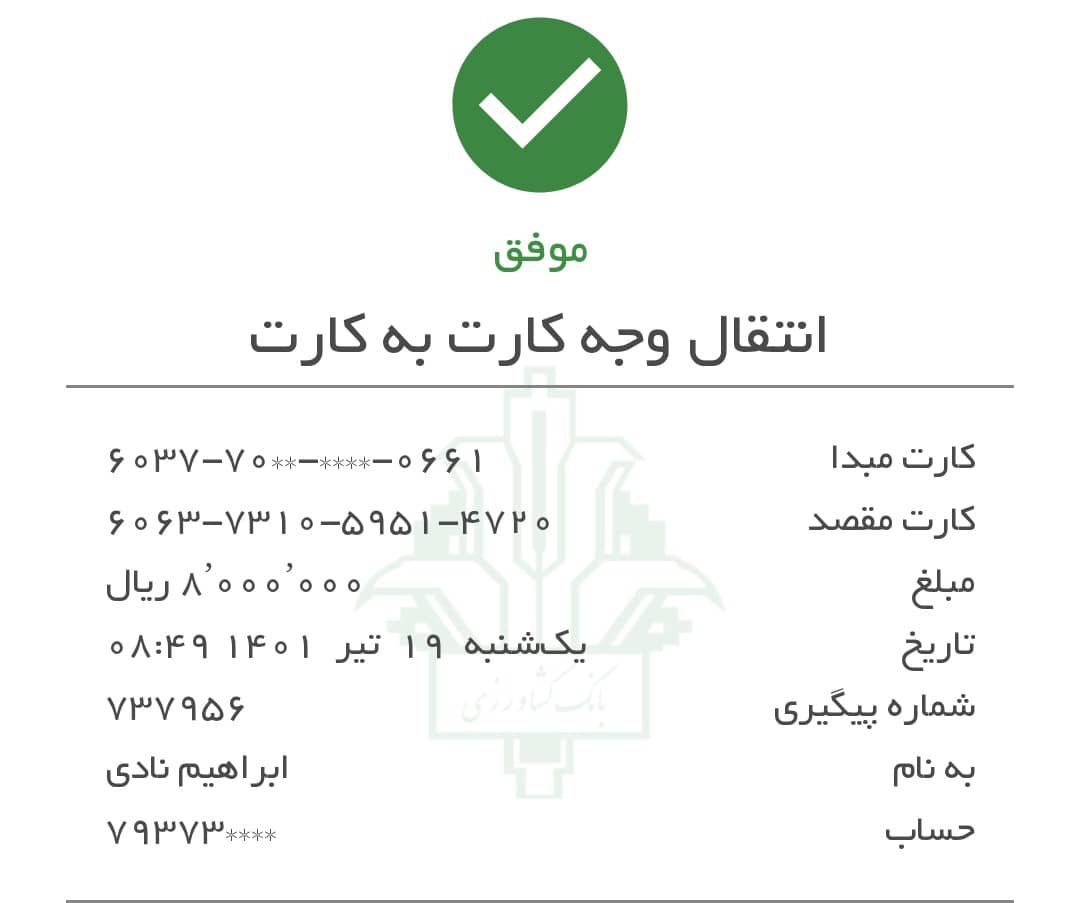 موفق
انتقال وجه کارت به کارت
کارت مبدا ۶۰۳۷-۷۰**-****-۰۶۶۱
کارت مقصد ۶۰۶۳-۷۳۱۰-۵۹۵۱-۴۷۲۰
مبلغ ۸٬۰۰۰٬۰۰۰ ریال
تاریخ یک‌شنبه ۱۹ تیر ۱۴۰۱ ۰۸:۴۹
شماره پیگیری ۷۳۷۹۵۶
به نام ابراهیم نادی
حساب ۷۹۳۷۳****
بانک کشاورزی